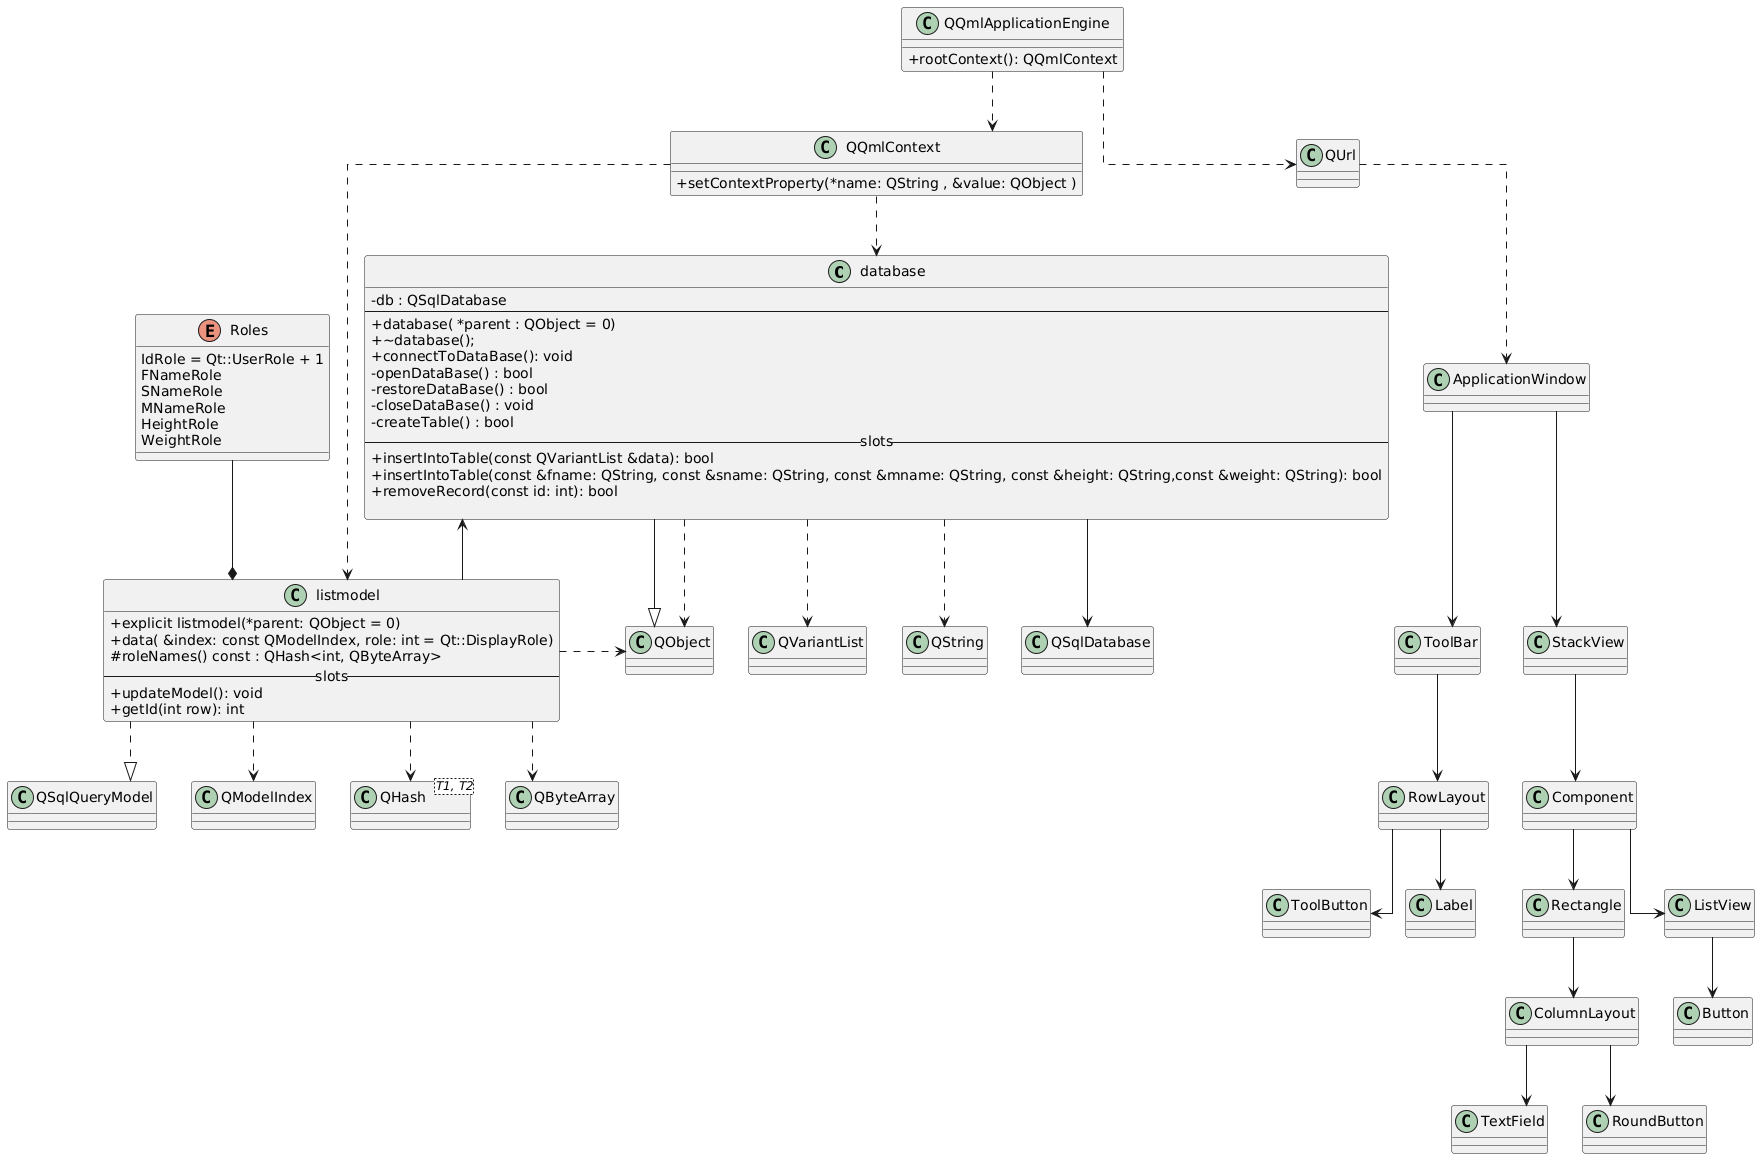 C QQmlApplicationEngine
+rootContext(): QQmlContext
C QQmlContext
+setContextProperty(*name: QString , &value: QObject )
C QUrl
C database
-db : QSqlDatabase
+database( *parent : QObject = 0)
+~database();
+connectToDataBase(): void
-openDataBase() : bool
-restoreDataBase() : bool
-closeDataBase() : void
-createTable() : bool
slots
+insertIntoTable(const QVariantList &data): bool
+insertIntoTable(const &fname: QString, const &sname: QString, const &mname: QString, const &height: QString,const &weight: QString): bool
+removeRecord(const id: int): bool
E Roles
IdRole = Qt::UserRole + 1
FNameRole
SNameRole
MNameRole
HeightRole
WeightRole
C ApplicationWindow
C listmodel
+explicit listmodel(*parent: QObject = 0)
+data( &index: const QModelIndex, role: int = Qt::DisplayRole)
#roleNames() const : QHash<int, QByteArray>
slots
+updateModel(): void
+getId(int row): int
C QObject
C QVariantList
C QString
C QSqlDatabase
C ToolBar
C StackView
C QSqlQueryModel
C QModelIndex
C QHash
T1, T2
C QByteArray
C RowLayout
C Component
C ToolButton
C Label
C Rectangle
C ListView
C ColumnLayout
C Button
C TextField
C RoundButton